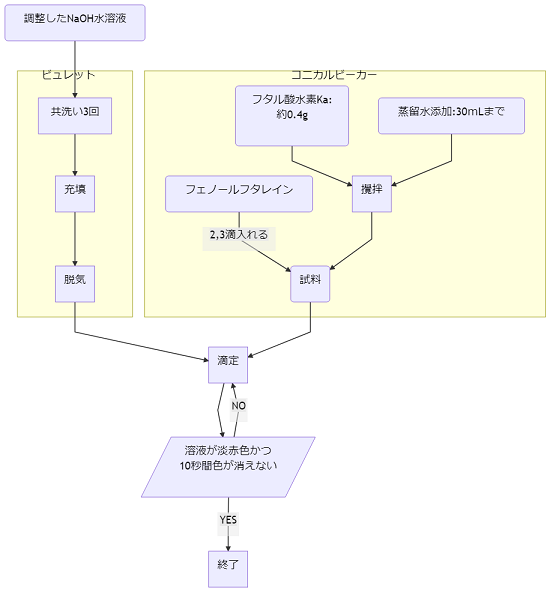 調整したNaOH水溶液
ビュレット
共洗い3回
充填
脱気
コニカルビーカー
フタル酸水素Ka:
約0.4g
蒸留水添加:30mLまで
攪拌
フェノールフタレイン
2,3滴入れる
試料
滴定
NO
溶液が淡赤色かつ
10秒間色が消えない
YES
終了